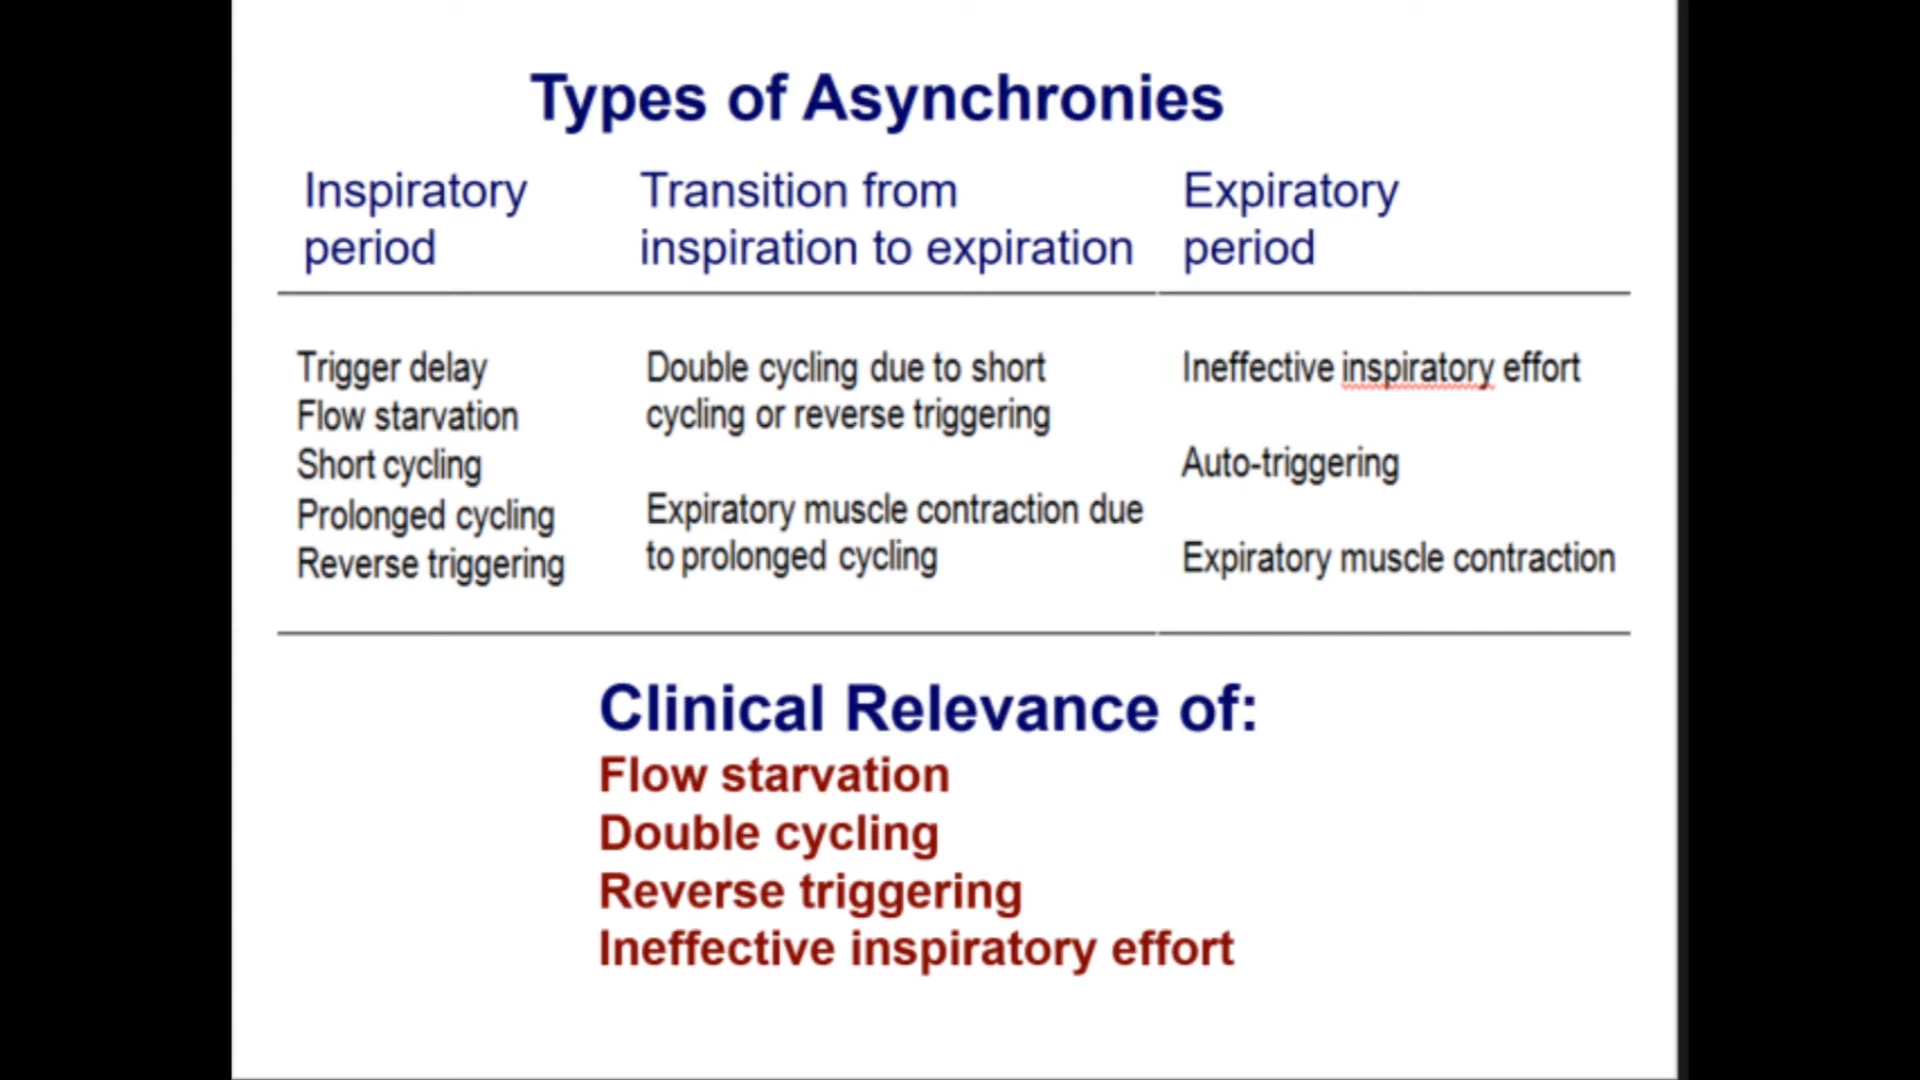 Types of Asynchronies
Inspiratory period
Transition from inspiration to expiration
Expiratory period
Trigger delay
Flow starvation
Short cycling
Prolonged cycling
Reverse triggering
Double cycling due to short
cycling or reverse triggering
Expiratory muscle contraction due
to prolonged cycling
Ineffective inspiratory effort
Auto-triggering
Expiratory muscle contraction
Clinical Relevance of:
Flow starvation
Double cycling
Reverse triggering
Ineffective inspiratory effort